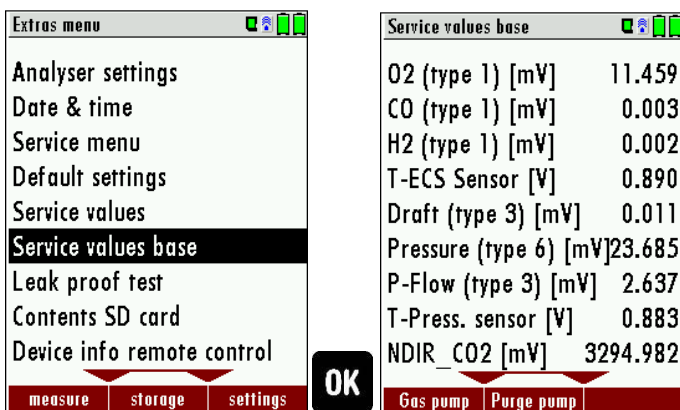 Extras menu
Analyser settings
Date & time
Service menu
Default settings
Service values
Service values base
Leak proof test
Contents SD card
Device info remote control
measure storage settings
OK
Service values base
O2 (type 1) [mV] 11.459
CO (type 1) [mV] 0.003
H2 (type 1) [mV] 0.002
T-ECS Sensor [V] 0.890
Draft (type 3) [mV] 0.011
Pressure (type 6) [mV]23.685
P-Flow (type 3) [mV] 2.637
T-Press. sensor [V] 0.883
NDIR_CO2 [mV] 3294.982
Gas pump Purge pump